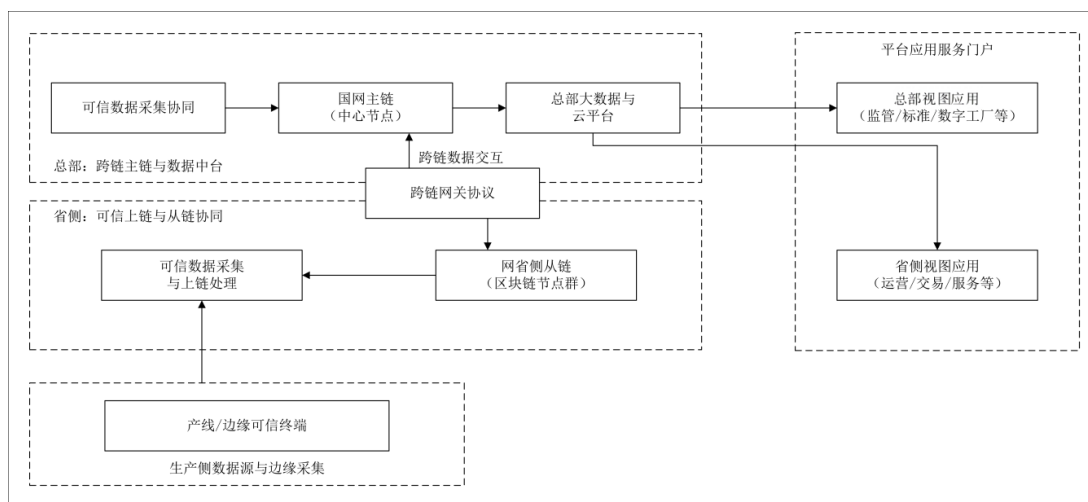 平台应用服务门户
可信数据采集协同
国网主链
（中心节点）
总部大数据与
云平台
总部视图应用
（监管/标准/数字工厂等）
跨链数据交互
总部：跨链主链与数据中台
跨链网关协议
省侧：可信上链与从链协同
可信数据采集
与上链处理
网省侧从链
（区块链节点群）
省侧视图应用
（运营/交易/服务等）
产线/边缘可信终端
生产侧数据源与边缘采集